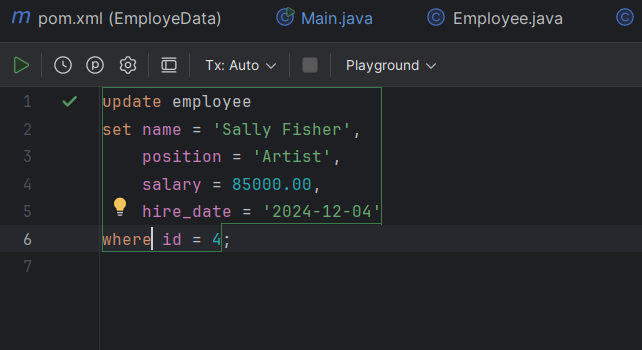 m pom.xml (EmployeData) © Main.java © Employee.java ©
Tx: Auto Playground
1 update employee
2 set name = 'Sally Fisher',
3 position = 'Artist',
4 salary = 85000.00,
5 hire_date = '2024-12-04'
6 where id = 4;
7